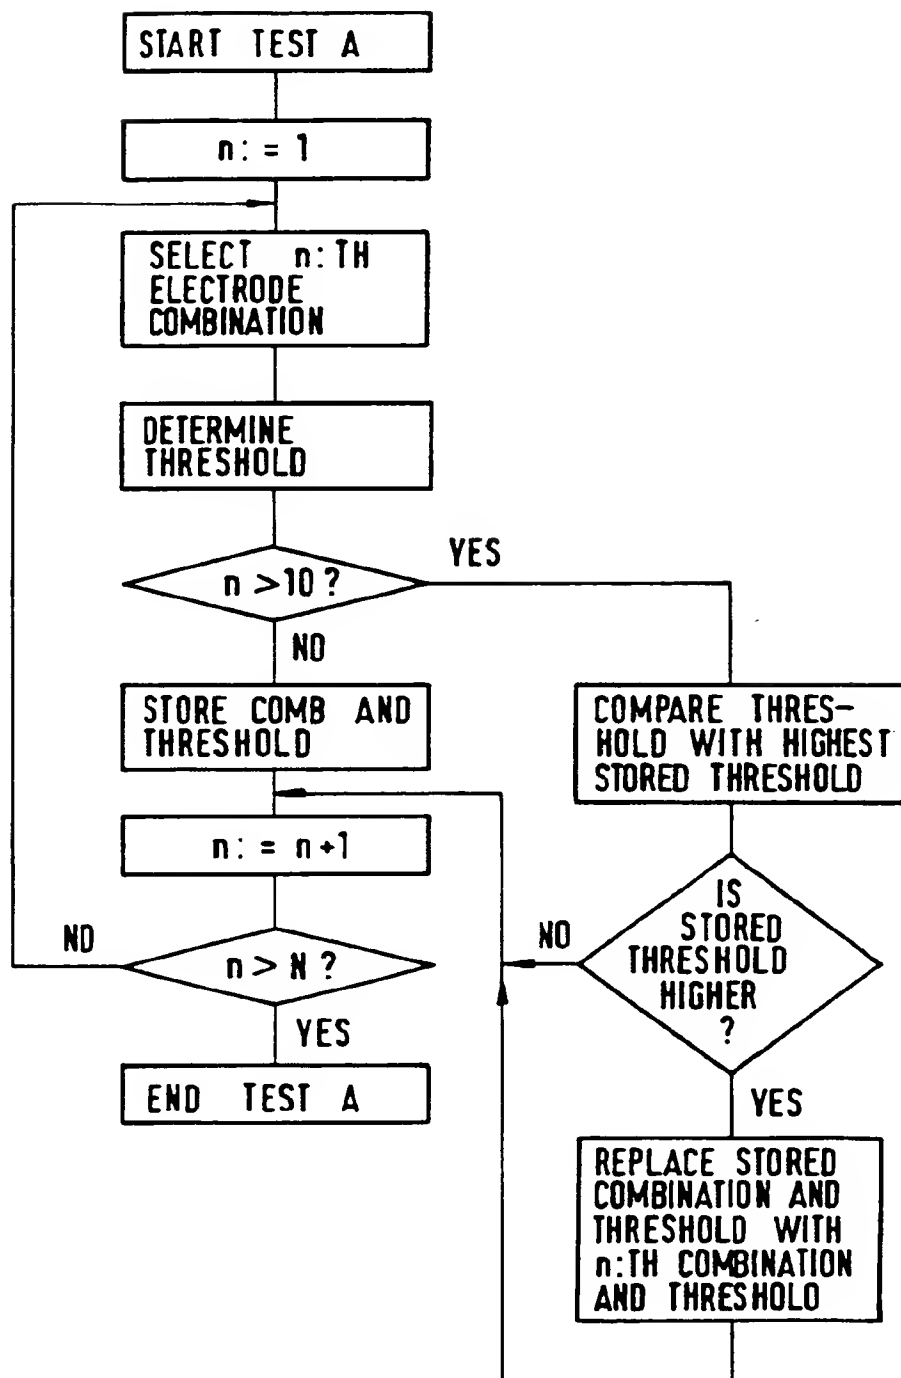 START TEST A
n: = 1
SELECT n: TH
ELECTRODE
COMBINATION
DETERMINE
THRESHOLD
n > 10 ?
YES
NO
STORE COMB AND
THRESHOLD
COMPARE THRES-
HOLD WITH HIGHEST
STORED THRESHOLD
n: = n+1
IS
STORED
THRESHOLD
HIGHER
?
NO
NO
n > N ?
YES
YES
END TEST A
REPLACE STORED
COMBINATION AND
THRESHOLD WITH
n:TH COMBINATION
AND THRESHOLD